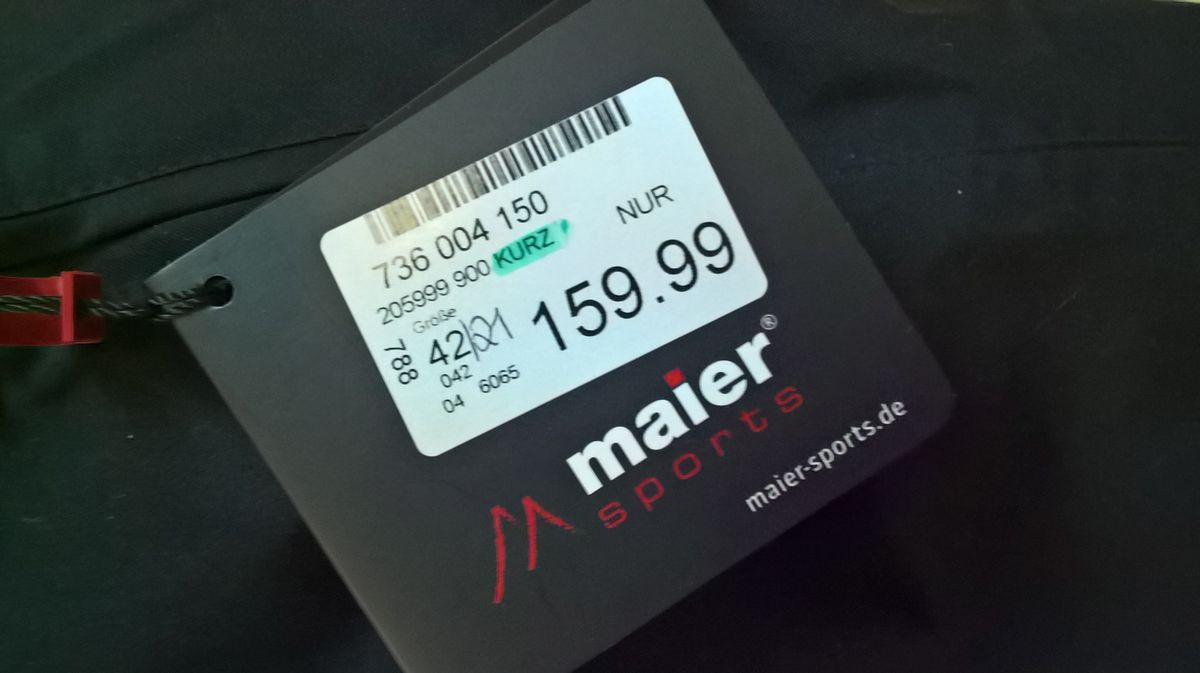 736 004 150
205999 900 KURZ
NUR
Größe
42/21
159.99
788
042
04 6065
maier®
sports
maier-sports.de